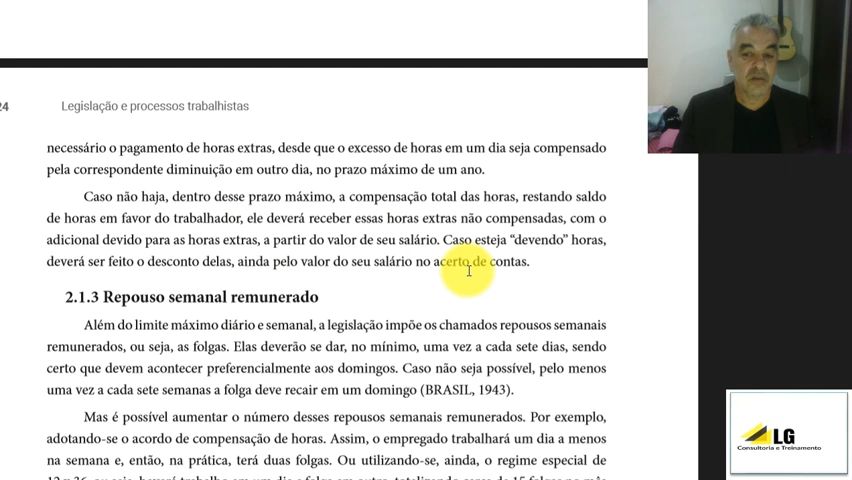 24
Legislação e processos trabalhistas
necessário o pagamento de horas extras, desde que o excesso de horas em um dia seja compensado
pela correspondente diminuição em outro dia, no prazo máximo de um ano.
Caso não haja, dentro desse prazo máximo, a compensação total das horas, restando saldo
de horas em favor do trabalhador, ele deverá receber essas horas extras não compensadas, com o
adicional devido para as horas extras, a partir do valor de seu salário. Caso esteja “devendo” horas,
deverá ser feito o desconto delas, ainda pelo valor do seu salário no acerto de contas.
2.1.3 Repouso semanal remunerado
Além do limite máximo diário e semanal, a legislação impõe os chamados repousos semanais
remunerados, ou seja, as folgas. Elas deverão se dar, no mínimo, uma vez a cada sete dias, sendo
certo que devem acontecer preferencialmente aos domingos. Caso não seja possível, pelo menos
uma vez a cada sete semanas a folga deve recair em um domingo (BRASIL, 1943).
Mas é possível aumentar o número desses repousos semanais remunerados. Por exemplo,
adotando-se o acordo de compensação de horas. Assim, o empregado trabalhará um dia a menos
na semana e, então, na prática, terá duas folgas. Ou utilizando-se, ainda, o regime especial de
LG
Consultoria e Treinamento